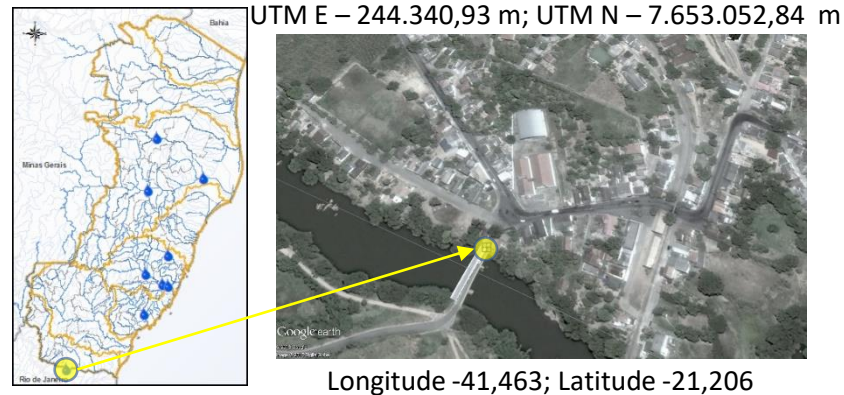 UTM E – 244.340,93 m; UTM N – 7.653.052,84 m
Bahia
Minas Gerais
Google earth
Rio de Janei
Longitude -41,463; Latitude -21,206